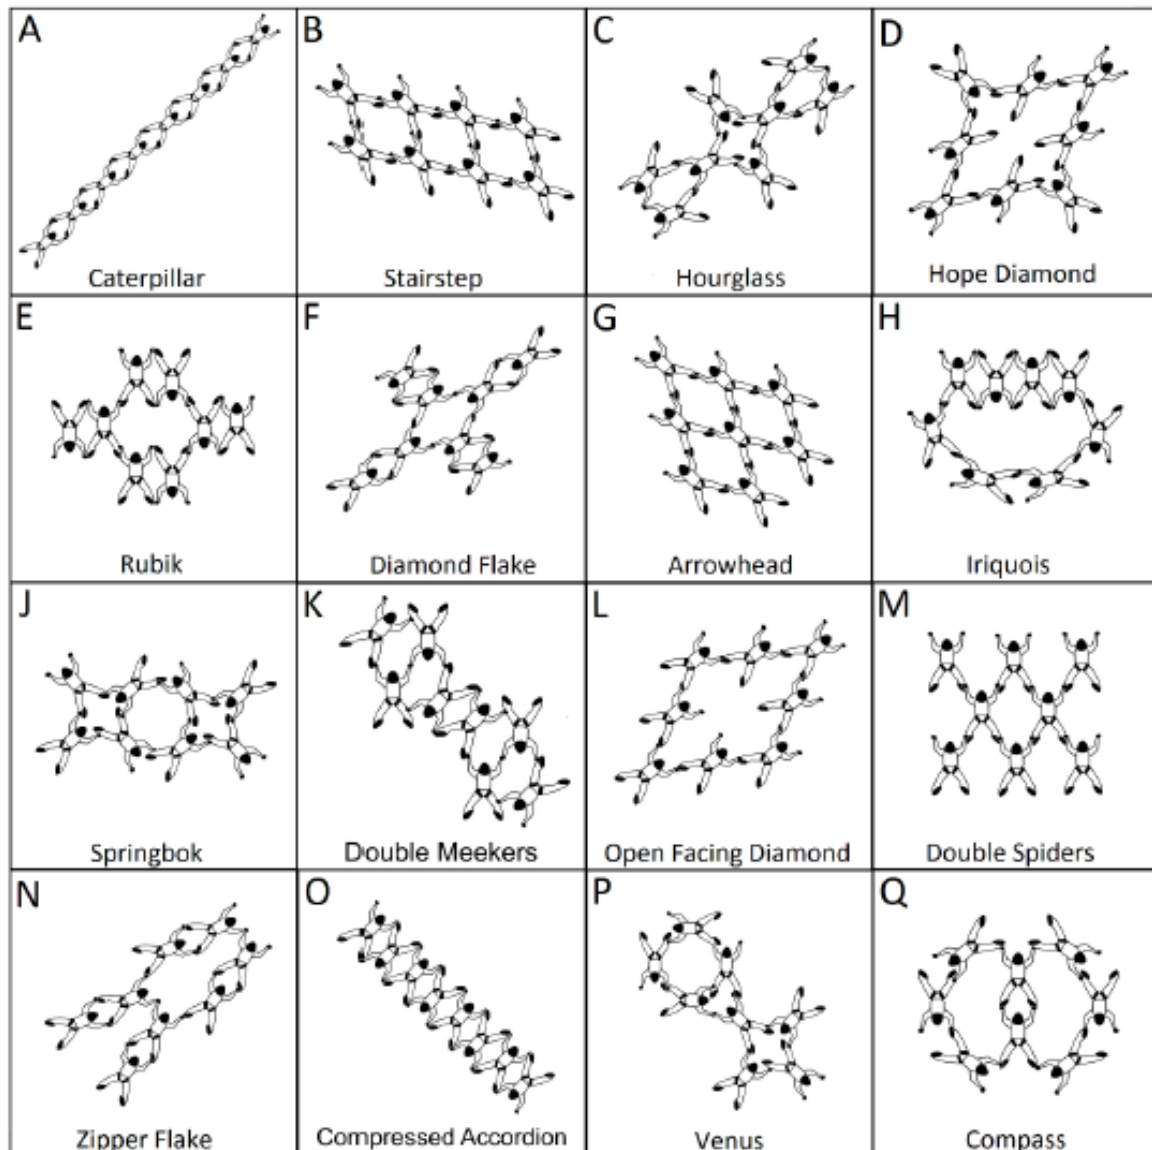 A
Caterpillar
B
Stairstep
C
Hourglass
D
Hope Diamond
E
Rubik
F
Diamond Flake
G
Arrowhead
H
Iriquois
J
Springbok
K
Double Meekers
L
Open Facing Diamond
M
Double Spiders
N
Zipper Flake
O
Compressed Accordion
P
Venus
Q
Compass